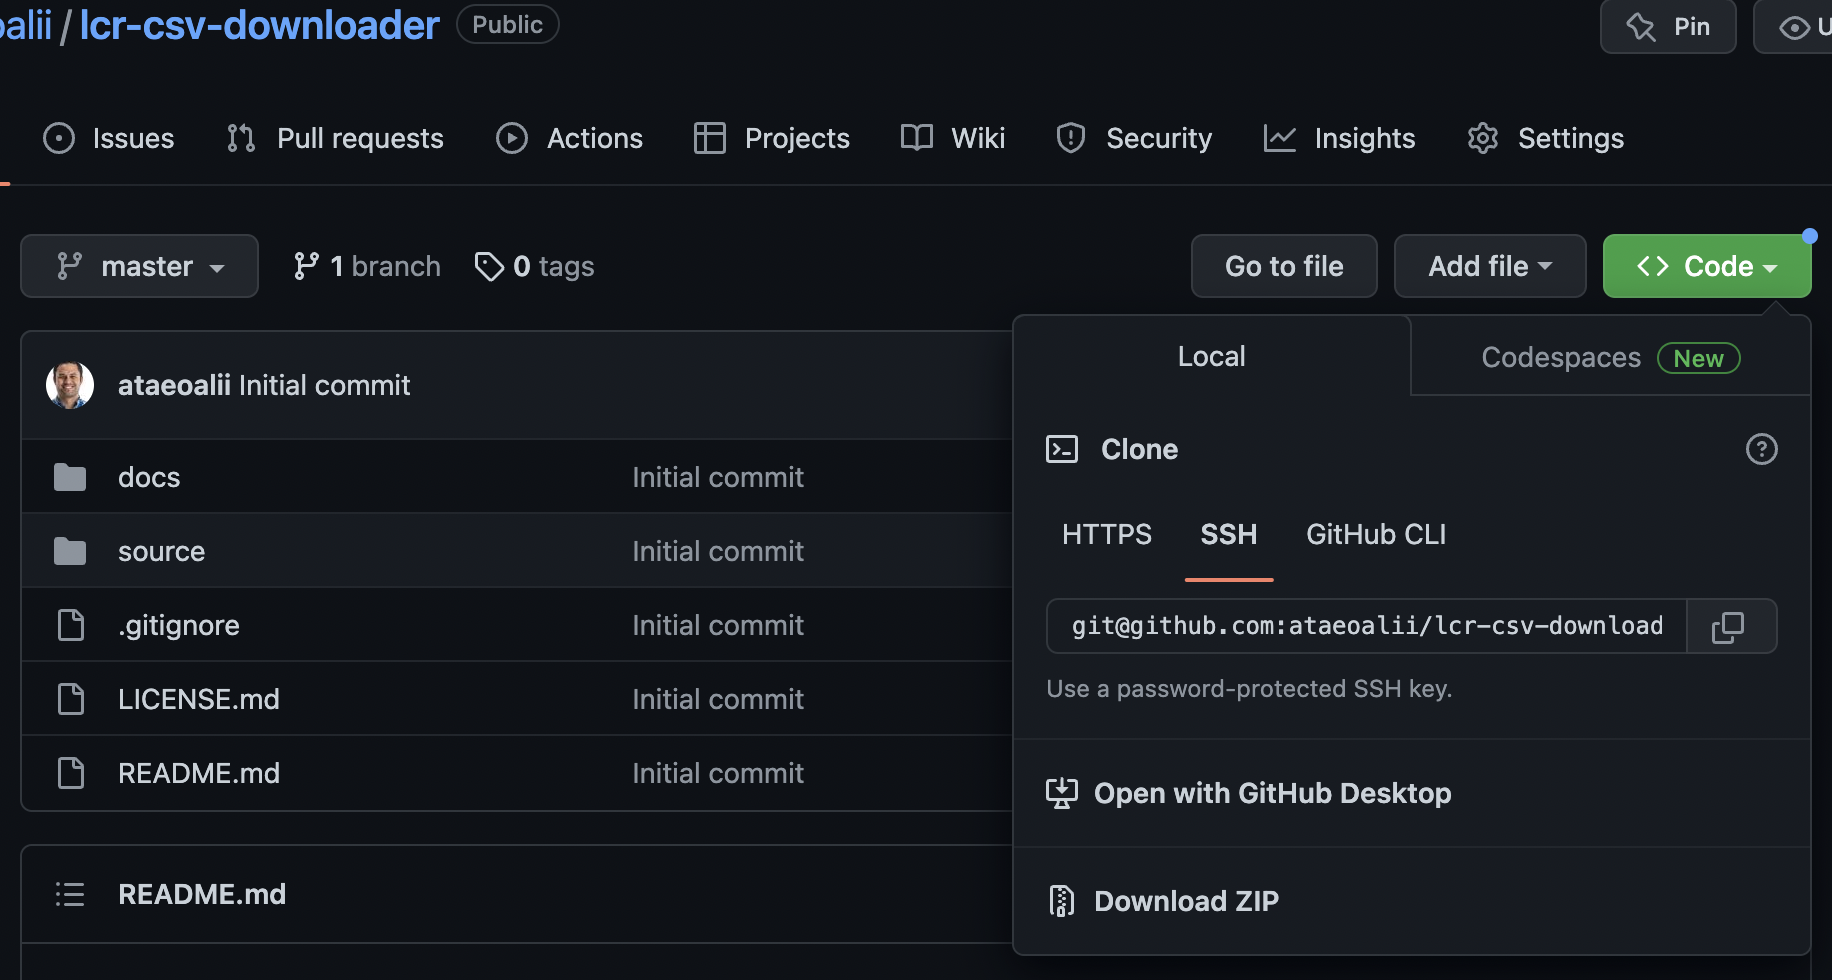 alii / lcr-csv-downloader Public
Pin
Issues Pull requests Actions Projects Wiki Security Insights Settings
master 1 branch 0 tags Go to file Add file <> Code
ataeoalii Initial commit
docs Initial commit
source Initial commit
.gitignore Initial commit
LICENSE.md Initial commit
README.md Initial commit
README.md
Local Codespaces New
Clone
HTTPS SSH GitHub CLI
git@github.com:ataeoalii/lcr-csv-download
Use a password-protected SSH key.
Open with GitHub Desktop
Download ZIP